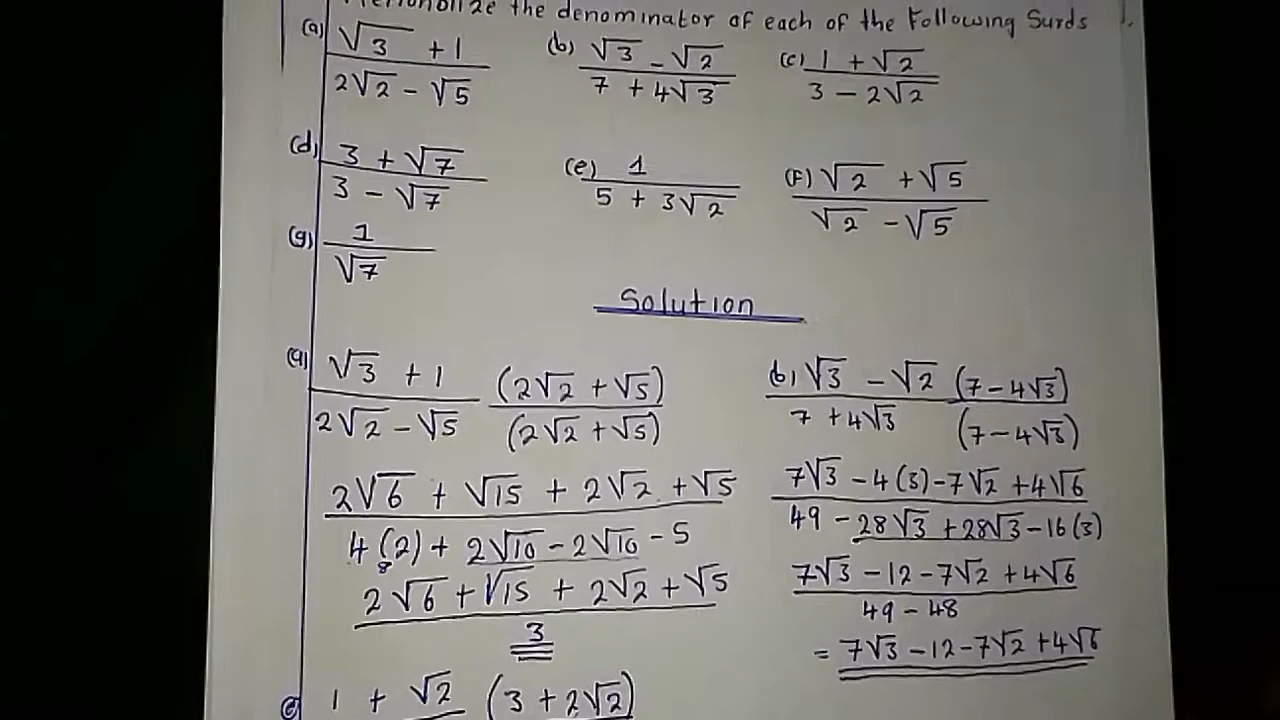 the denominator of each of the Following Surds
(a) √3 + 1 / 2√2 - √5 (b) √3 - √2 / 7 + 4√3 (c) 1 + √2 / 3 - 2√2
(d) 3 + √7 / 3 - √7 (e) 1 / 5 + 3√2 (F) √2 + √5 / √2 - √5
(g) 1 / √7
Solution
(a) √3 + 1 / 2√2 - √5 (2√2 + √5) / (2√2 + √5)
2√6 + √15 + 2√2 + √5 / 4(2) + 2√10 - 2√10 - 5
8
2√6 + √15 + 2√2 + √5 / 3
(b) √3 - √2 / 7 + 4√3 (7 - 4√3) / (7 - 4√3)
7√3 - 4(3) - 7√2 + 4√6 / 49 - 28√3 + 28√3 - 16(3)
7√3 - 12 - 7√2 + 4√6 / 49 - 48
= 7√3 - 12 - 7√2 + 4√6
(c) 1 + √2 (3 + 2√2)